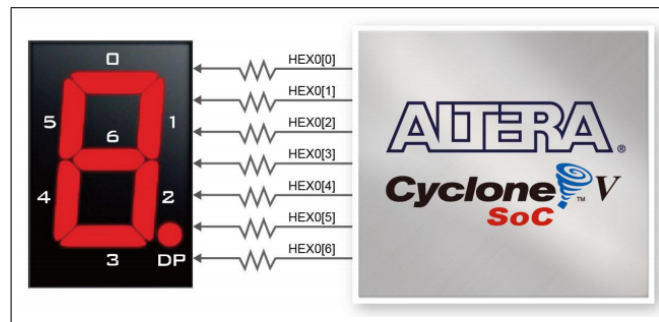 0
5
1
6
4
2
3
DP
HEX0[0]
HEX0[1]
HEX0[2]
HEX0[3]
HEX0[4]
HEX0[5]
HEX0[6]
ALTERA®
Cyclone™ V
SoC